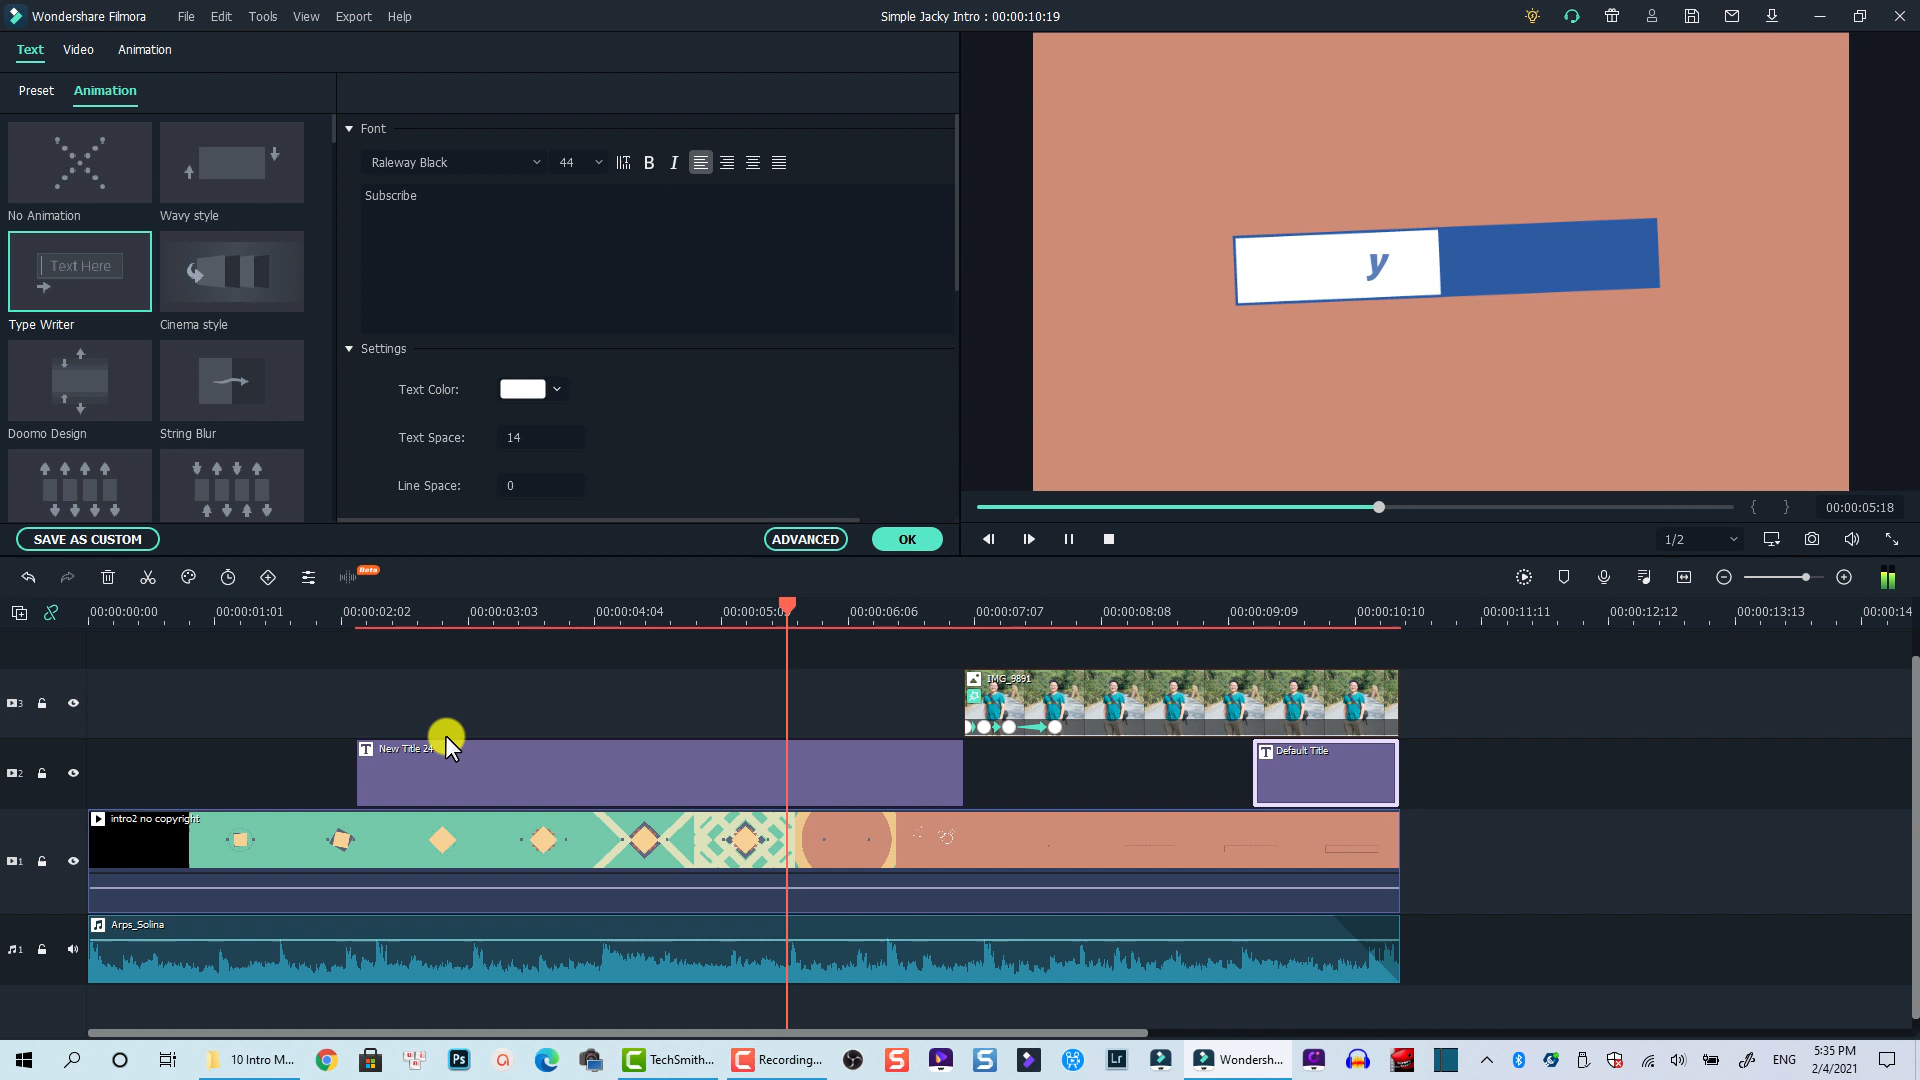 Wondershare Filmora File Edit Tools View Export Help Simple Jacky Intro : 00:00:10:19
Text Video Animation
Preset Animation
Font
Raleway Black 44 B I
Subscribe
y
No Animation Wavy style
Text Here
Type Writer Cinema style
Settings
Text Color:
Doomo Design String Blur
Text Space: 14
Line Space: 0
{ } 00:00:05:18
SAVE AS CUSTOM ADVANCED OK 1/2
Beta
00:00:00:00 00:00:01:01 00:00:02:02 00:00:03:03 00:00:04:04 00:00:06:06 00:00:07:07 00:00:08:08 00:00:09:09 00:00:10:10 00:00:11:11 00:00:12:12 00:00:13:13 00:00:14
3 IMG_9891
2 T New Title 24 T Default Title
1 intro2 no copyright
1 Arps_Solina
10 Intro M... Ps TechSmith... Recording... Lr Wondersh... ENG 5:35 PM
2/4/2021